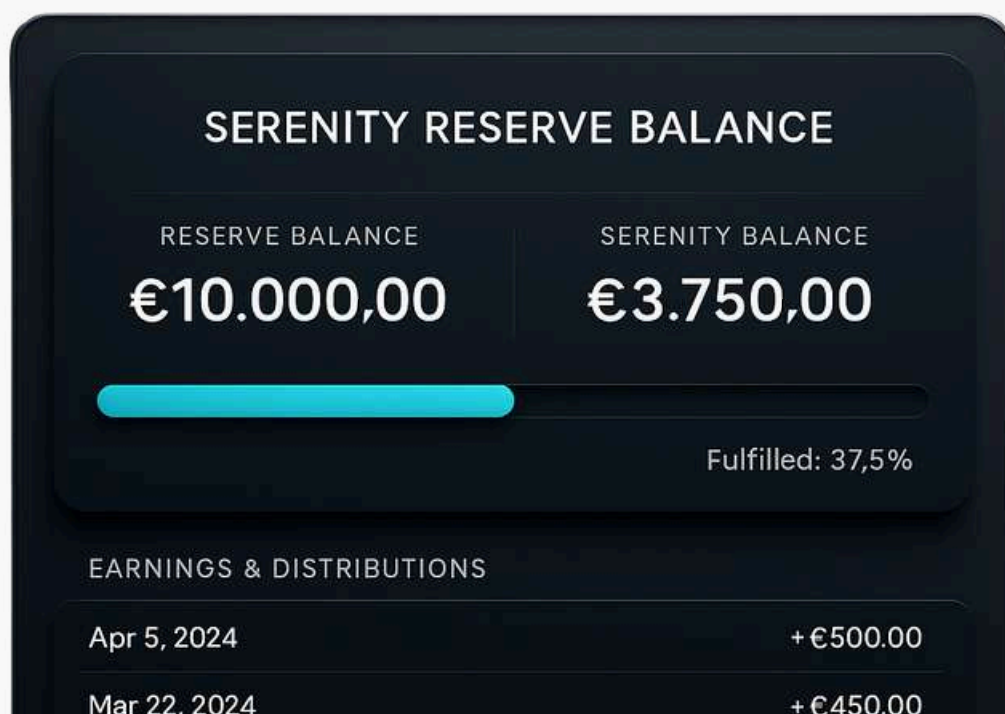 SERENITY RESERVE BALANCE
RESERVE BALANCE SERENITY BALANCE
€10.000,00 €3.750,00
Fulfilled: 37,5%
EARNINGS & DISTRIBUTIONS
Apr 5, 2024 +€500.00
Mar 22, 2024 +€450,00